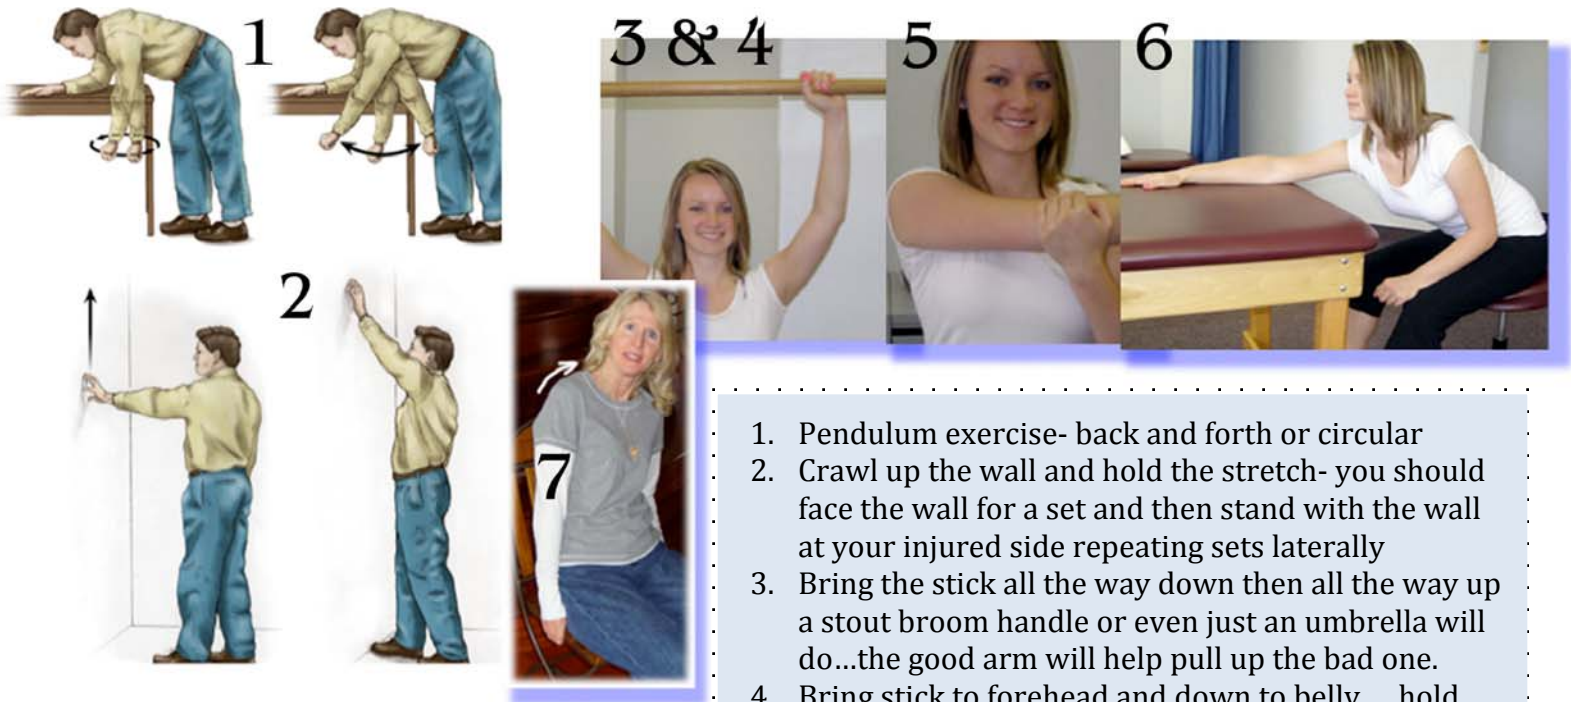 1
3 & 4
5
6
2
7
1. Pendulum exercise- back and forth or circular
2. Crawl up the wall and hold the stretch- you should
face the wall for a set and then stand with the wall
at your injured side repeating sets laterally
3. Bring the stick all the way down then all the way up
a stout broom handle or even just an umbrella will
do...the good arm will help pull up the bad one.
4. Bring stick to forehead and down to belly.... hold